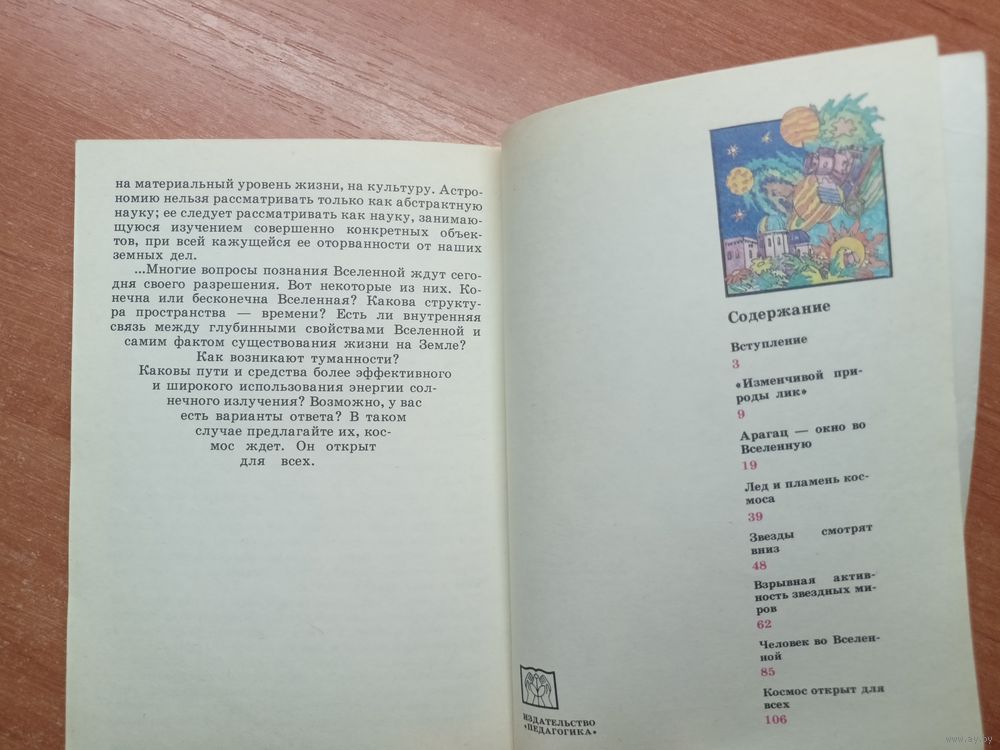 на материальный уровень жизни, на культуру. Астро-
номию нельзя рассматривать только как абстрактную
науку; ее следует рассматривать как науку, занимаю-
щуюся изучением совершенно конкретных объек-
тов, при всей кажущейся ее оторванности от наших
земных дел.
...Многие вопросы познания Вселенной ждут сего-
дня своего разрешения. Вот некоторые из них. Ко-
нечна или бесконечна Вселенная? Какова структу-
ра пространства — времени? Есть ли внутренняя
связь между глубинными свойствами Вселенной и
самим фактом существования жизни на Земле?
Как возникают туманности?
Каковы пути и средства более эффективного
и широкого использования энергии сол-
нечного излучения? Возможно, у вас
есть варианты ответа? В таком
случае предлагайте их, кос-
мос ждет. Он открыт
для всех.
Содержание
Вступление
3
«Изменчивой при-
роды лик»
9
Арагац — окно во
Вселенную
19
Лед и пламень кос-
моса
39
Звезды смотрят
вниз
48
Взрывная актив-
ность звездных ми-
ров
62
Человек во Вселен-
ной
85
Космос открыт для
всех
106
ИЗДАТЕЛЬСТВО
«ПЕДАГОГИКА»
www.ay.by